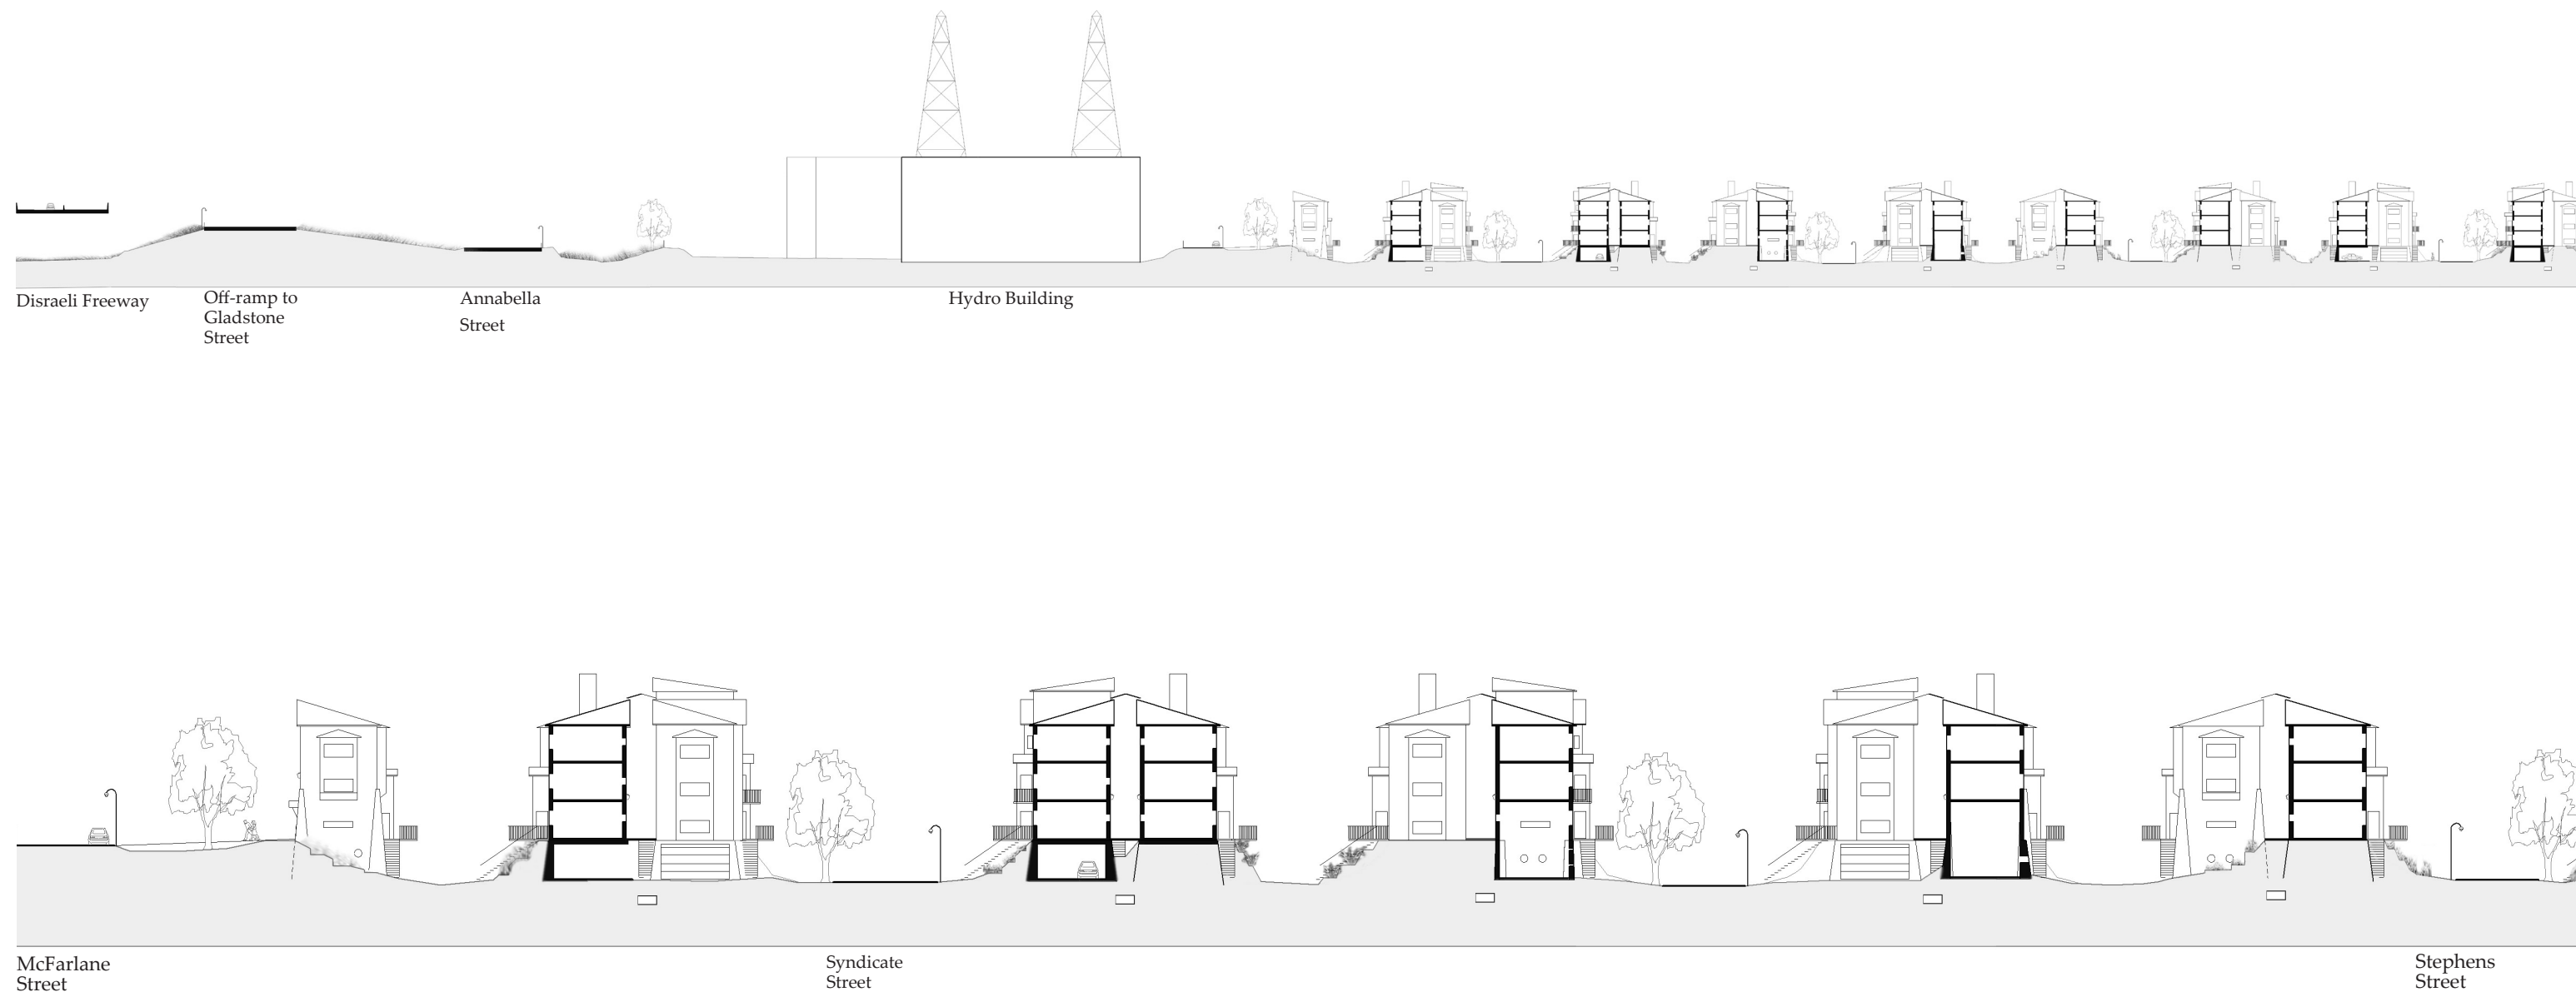 Disraeli Freeway
Off-ramp to
Gladstone
Street
Annabella
Street
Hydro Building
McFarlane
Street
Syndicate
Street
Stephens
Street